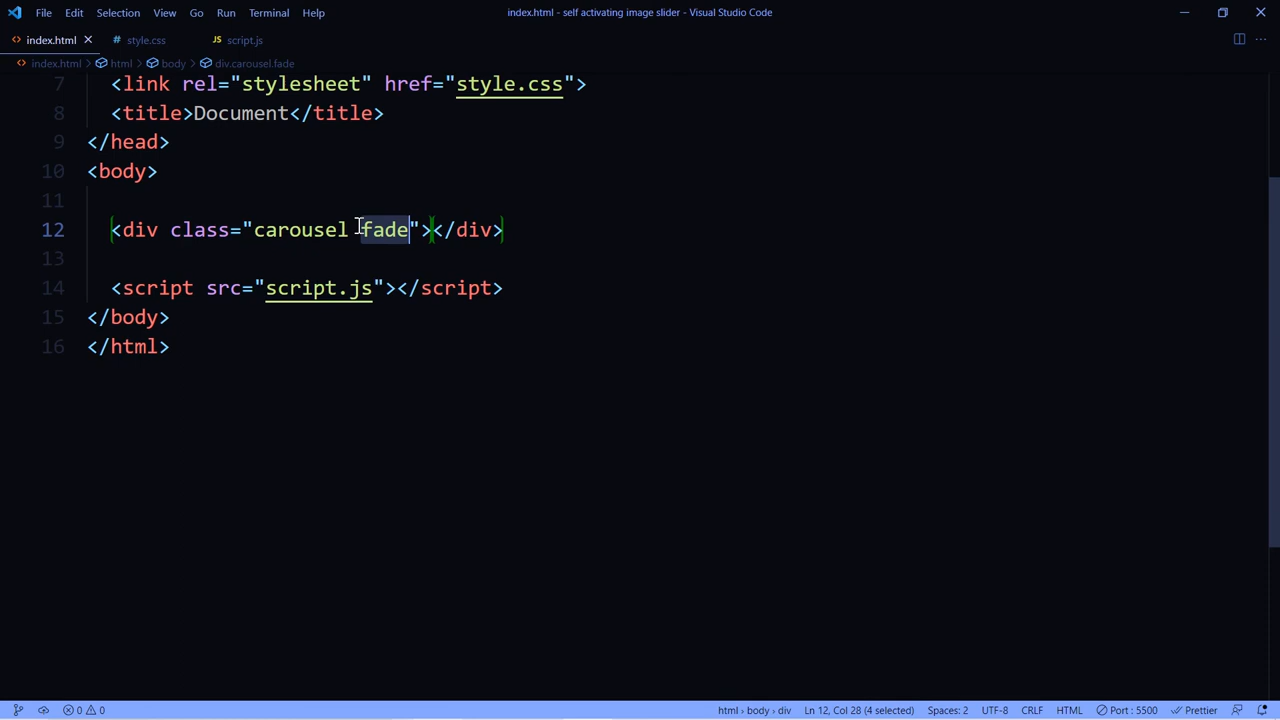 File Edit Selection View Go Run Terminal Help index.html - self activating image slider - Visual Studio Code
<> index.html × # style.css JS script.js ···
<> index.html > html > body > div.carousel.fade
7 <link rel="stylesheet" href="style.css">
8 <title>Document</title>
9 </head>
10 <body>
11
12 <div class="carousel fade"></div>
13
14 <script src="script.js"></script>
15 </body>
16 </html>
0 0 html › body › div Ln 12, Col 28 (4 selected) Spaces: 2 UTF-8 CRLF HTML Port : 5500 Prettier